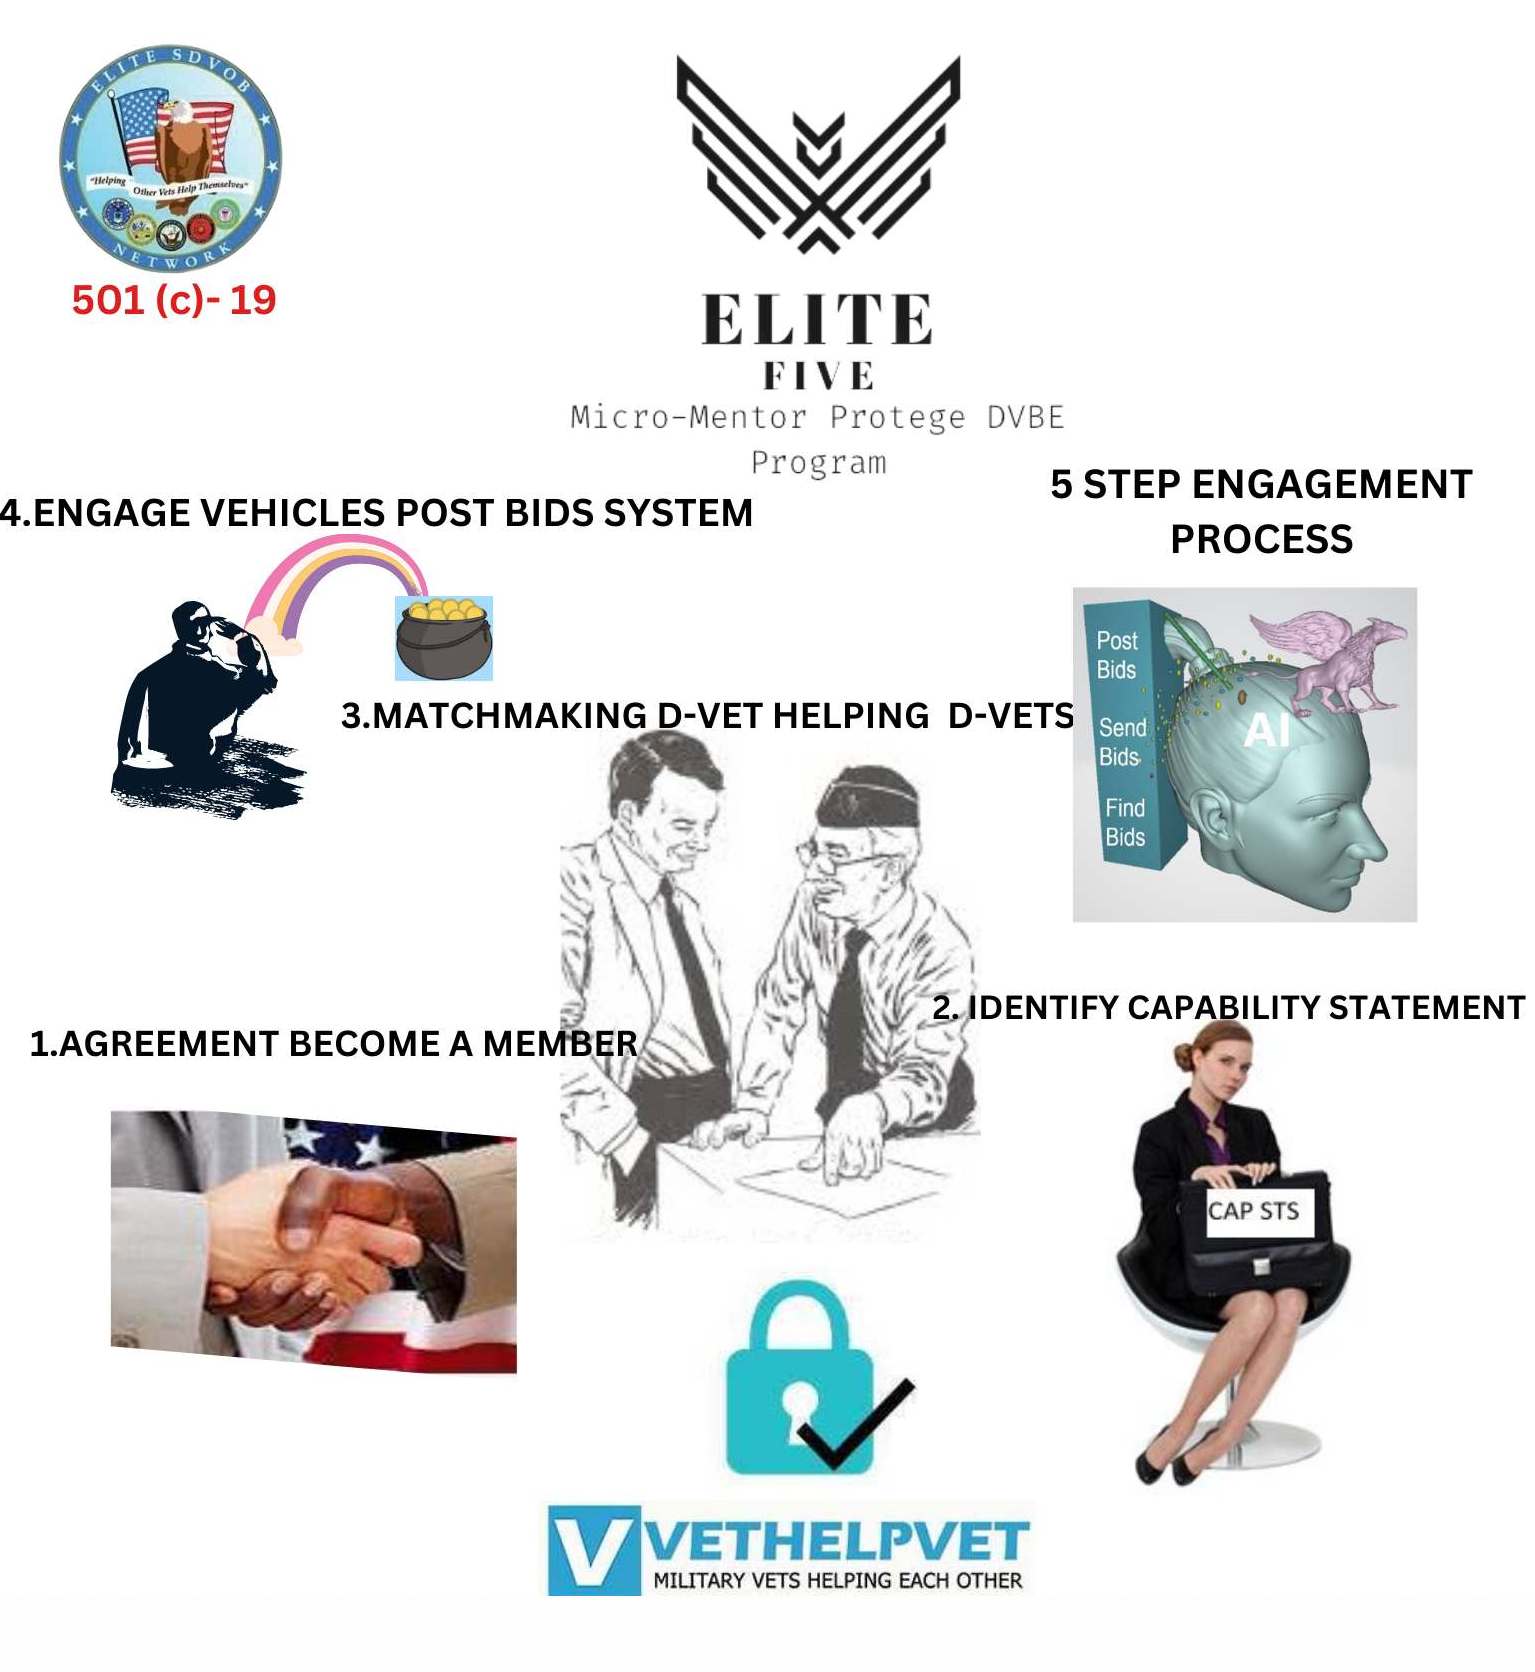 ELITE SDVOB
"Helping Other Vets Help Themselves"
NETWORK
501 (c)- 19
ELITE
FIVE
Micro-Mentor Protege DVBE
Program
5 STEP ENGAGEMENT
PROCESS
4.ENGAGE VEHICLES POST BIDS SYSTEM
Post
Bids
Send
Bids
Find
Bids
AI
3.MATCHMAKING D-VET HELPING D-VETS
2. IDENTIFY CAPABILITY STATEMENT
1.AGREEMENT BECOME A MEMBER
CAP STS
V VETHELPVET
MILITARY VETS HELPING EACH OTHER